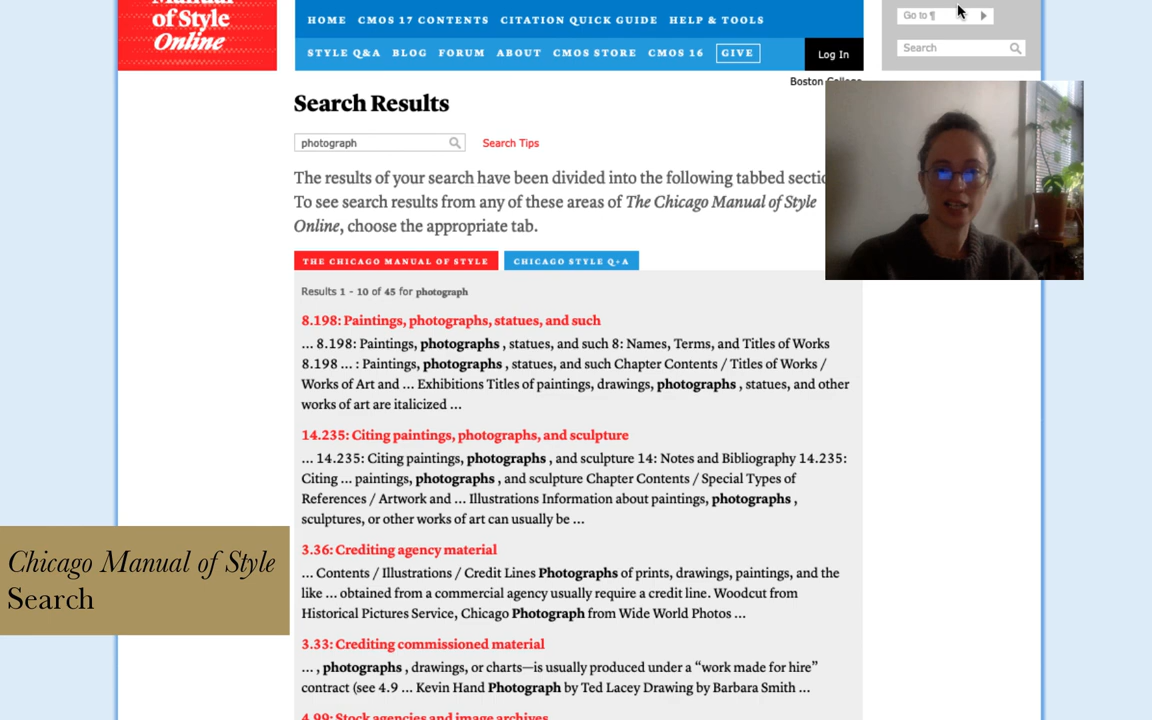 Manual
of Style
Online
HOME CMOS 17 CONTENTS CITATION QUICK GUIDE HELP & TOOLS
STYLE Q&A BLOG FORUM ABOUT CMOS STORE CMOS 16 GIVE
Log In
Go to ¶
Search
Boston College
Search Results
photograph
Search Tips
The results of your search have been divided into the following tabbed sectio
To see search results from any of these areas of The Chicago Manual of Style
Online, choose the appropriate tab.
THE CHICAGO MANUAL OF STYLE CHICAGO STYLE Q+A
Results 1 - 10 of 45 for photograph
8.198: Paintings, photographs, statues, and such
... 8.198: Paintings, photographs , statues, and such 8: Names, Terms, and Titles of Works
8.198 ... : Paintings, photographs , statues, and such Chapter Contents / Titles of Works /
Works of Art and ... Exhibitions Titles of paintings, drawings, photographs , statues, and other
works of art are italicized ...
14.235: Citing paintings, photographs, and sculpture
... 14.235: Citing paintings, photographs , and sculpture 14: Notes and Bibliography 14.235:
Citing ... paintings, photographs , and sculpture Chapter Contents / Special Types of
References / Artwork and ... Illustrations Information about paintings, photographs ,
sculptures, or other works of art can usually be ...
3.36: Crediting agency material
... Contents / Illustrations / Credit Lines Photographs of prints, drawings, paintings, and the
like ... obtained from a commercial agency usually require a credit line. Woodcut from
Historical Pictures Service, Chicago Photograph from Wide World Photos ...
3.33: Crediting commissioned material
... , photographs , drawings, or charts—is usually produced under a “work made for hire”
contract (see 4.9 ... Kevin Hand Photograph by Ted Lacey Drawing by Barbara Smith ...
4.99: Stock agencies and image archives
Chicago Manual of Style
Search